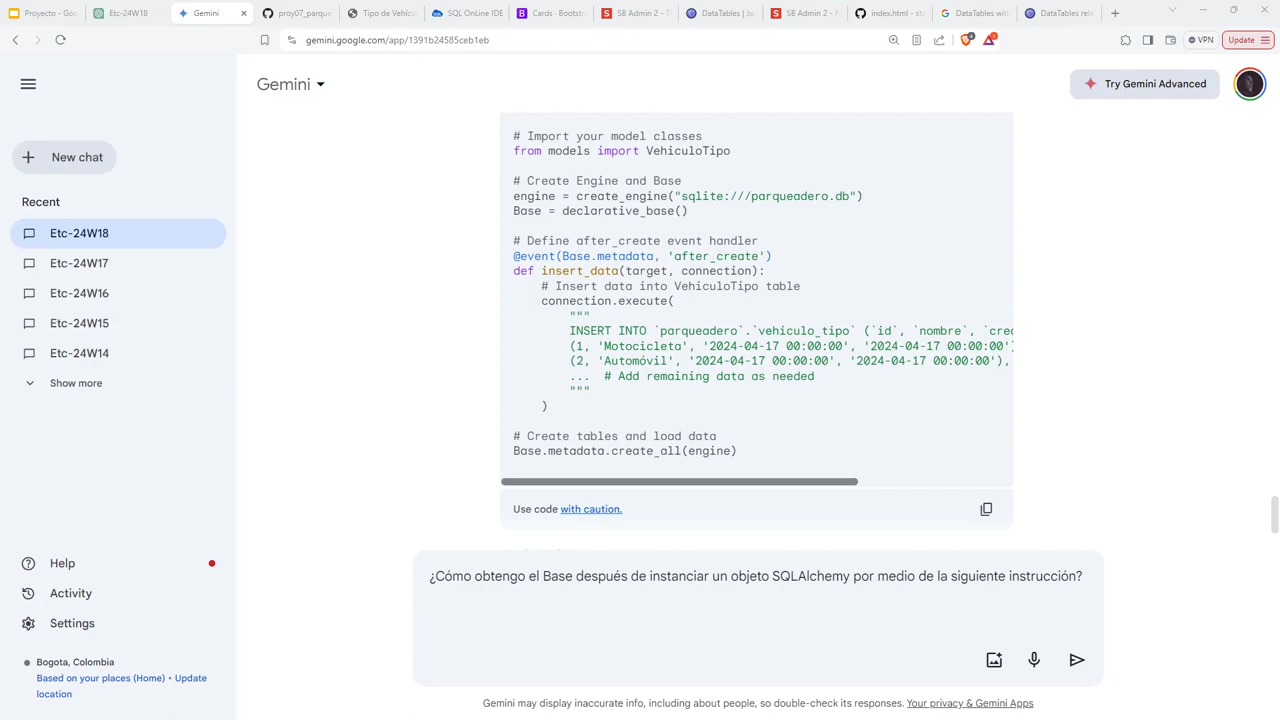 Proyecto - Goo
Etc-24W18
Gemini
proy07_parque
Tipo de Vehícu
SQL OnLine IDE
Cards · Bootstra
SB Admin 2 - T
DataTables | Ja
SB Admin 2 - F
index.html - sta
DataTables with
DataTables rele
gemini.google.com/app/1391b24585ceb1eb
VPN
Update
Gemini
Try Gemini Advanced
New chat
Recent
Etc-24W18
Etc-24W17
Etc-24W16
Etc-24W15
Etc-24W14
Show more
Help
Activity
Settings
Bogota, Colombia
Based on your places (Home) • Update
location
# Import your model classes
from models import VehiculoTipo
# Create Engine and Base
engine = create_engine("sqlite:///parqueadero.db")
Base = declarative_base()
# Define after_create event handler
@event(Base.metadata, 'after_create')
def insert_data(target, connection):
# Insert data into VehiculoTipo table
connection.execute(
"""
INSERT INTO `parqueadero`.`vehiculo_tipo` (`id`, `nombre`, `crea
(1, 'Motocicleta', '2024-04-17 00:00:00', '2024-04-17 00:00:00')
(2, 'Automóvil', '2024-04-17 00:00:00', '2024-04-17 00:00:00'),
... # Add remaining data as needed
"""
)
# Create tables and load data
Base.metadata.create_all(engine)
Use code with caution.
¿Cómo obtengo el Base después de instanciar un objeto SQLAlchemy por medio de la siguiente instrucción?
Gemini may display inaccurate info, including about people, so double-check its responses. Your privacy & Gemini Apps